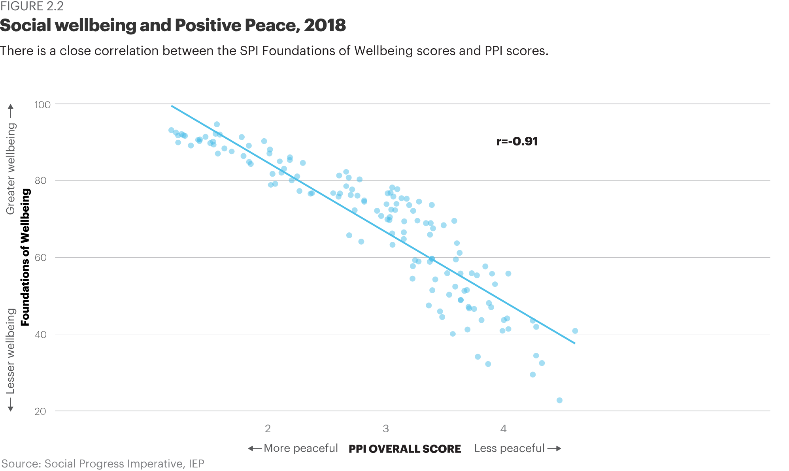 FIGURE 2.2
Social wellbeing and Positive Peace, 2018
There is a close correlation between the SPI Foundations of Wellbeing scores and PPI scores.
← Lesser wellbeing Greater wellbeing →
Foundations of Wellbeing
100
80
60
40
20
r=-0.91
2 3 4
←More peaceful PPI OVERALL SCORE Less peaceful→
Source: Social Progress Imperative, IEP